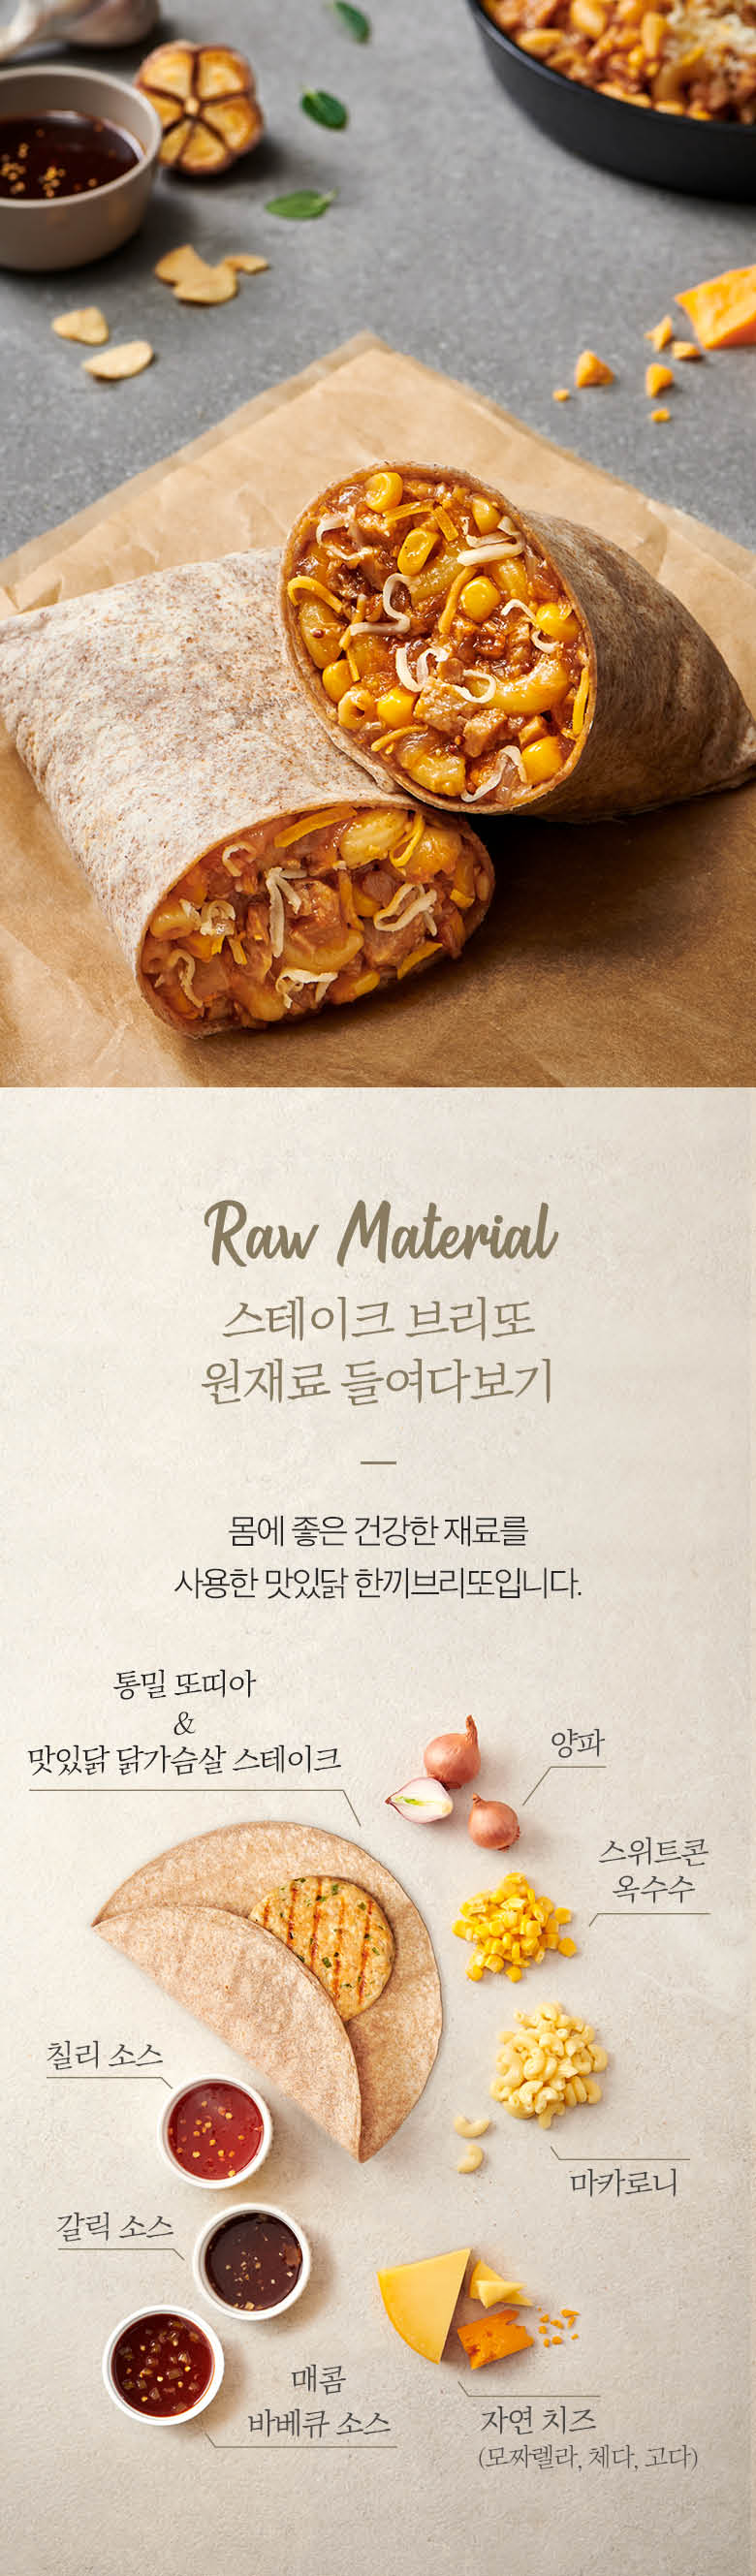 Raw Material
스테이크 브리또
원재료 들여다보기
몸에 좋은 건강한 재료를
사용한 맛있닭 한끼브리또입니다.
통밀 또띠아
&
맛있닭 닭가슴살 스테이크
양파
스위트콘
옥수수
칠리 소스
마카로니
갈릭 소스
매콤
바베큐 소스
자연 치즈
(모짜렐라, 체다, 고다)